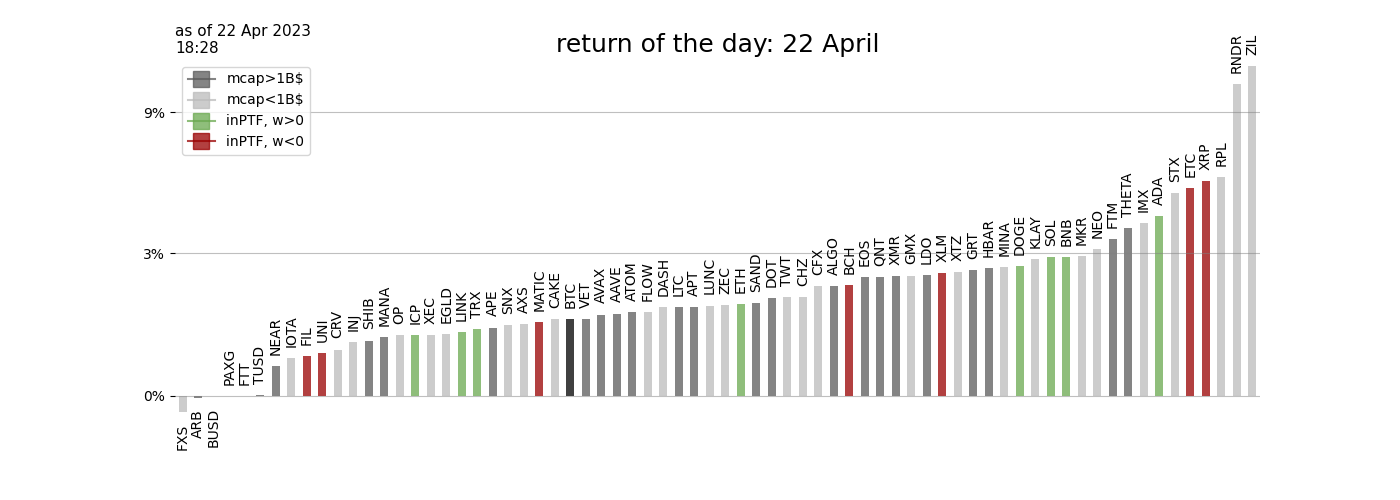 as of 22 Apr 2023
18:28
return of the day: 22 April
mcap>1B$
mcap<1B$
inPTF, w>0
inPTF, w<0
9%
3%
0%
FXS
ARB
BUSD
PAXG
FTT
TUSD
NEAR
IOTA
FIL
UNI
CRV
INJ
SHIB
MANA
OP
ICP
XEC
EGLD
LINK
TRX
APE
SNX
AXS
MATIC
CAKE
BTC
VET
AVAX
AAVE
ATOM
FLOW
DASH
LTC
APT
LUNC
ZEC
ETH
SAND
DOT
TWT
CHZ
CFX
ALGO
BCH
EOS
QNT
XMR
GMX
LDO
XLM
XTZ
GRT
HBAR
MINA
DOGE
KLAY
SOL
BNB
MKR
NEO
FTM
THETA
IMX
ADA
STX
ETC
XRP
RPL
RNDR
ZIL